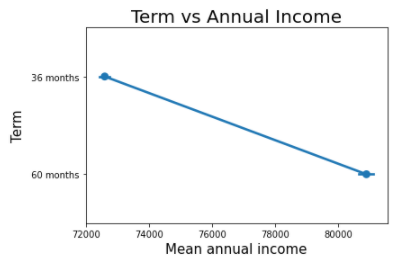 Term vs Annual Income
36 months
60 months
Term
72000 74000 76000 78000 80000
Mean annual income